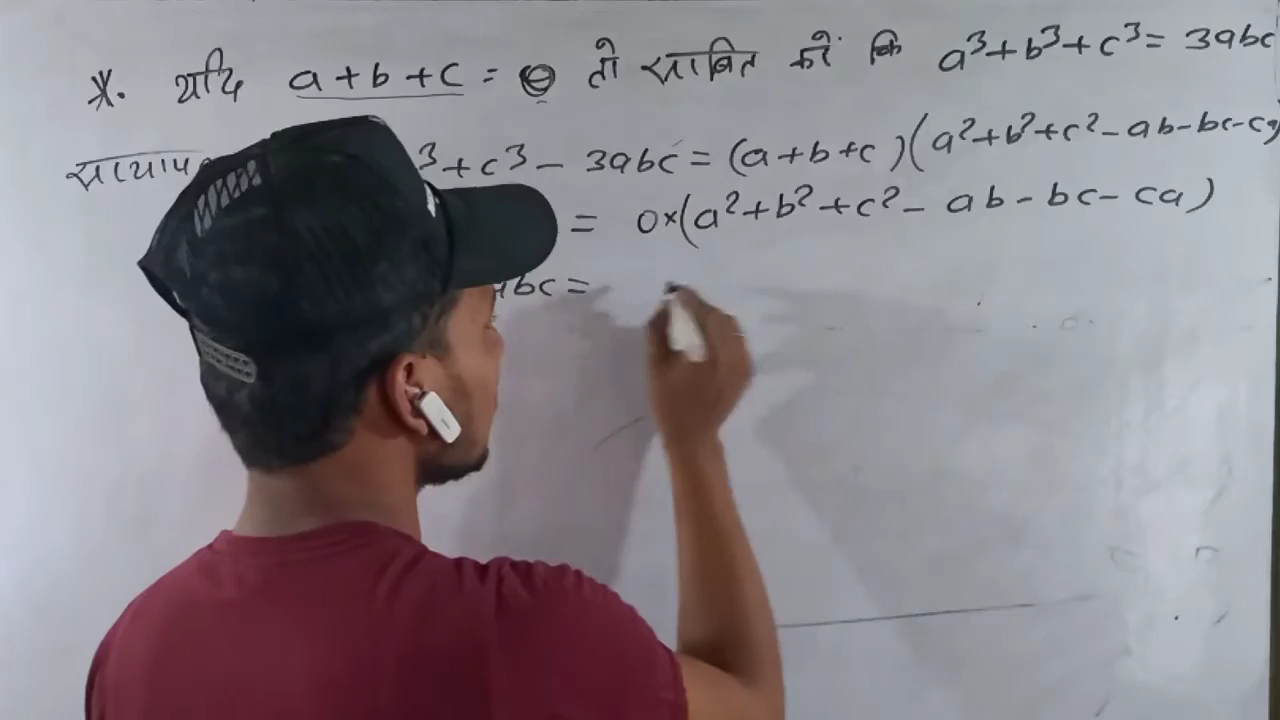 *. यदि a+b+c = 0 तो साबित करें कि a³+b³+c³ = 3abc
³+c³ - 3abc = (a+b+c)(a²+b²+c²-ab-bc-ca)
= 0×(a²+b²+c²-ab-bc-ca)
abc =